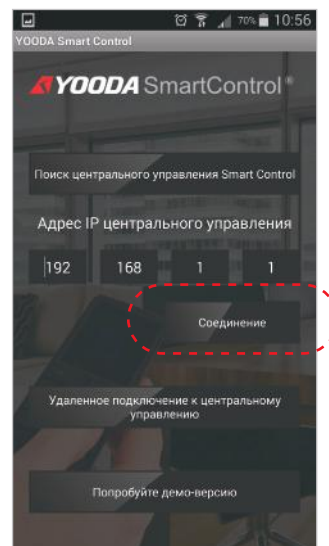 70% 10:56
YOODA Smart Control
YOODA SmartControl®
Поиск центрального управления Smart Control
Адрес IP центрального управления
192 168 1 1
Соединение
Удаленное подключение к центральному
управлению
Попробуйте демо-версию